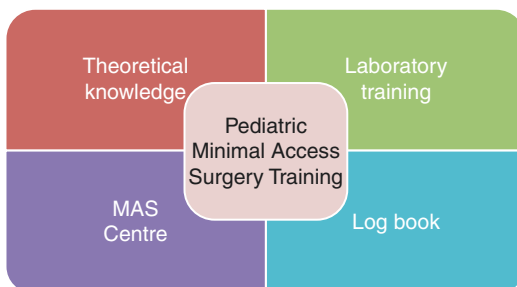 Theoretical
knowledge
Laboratory
training
Pediatric
Minimal Access
Surgery Training
MAS
Centre
Log book